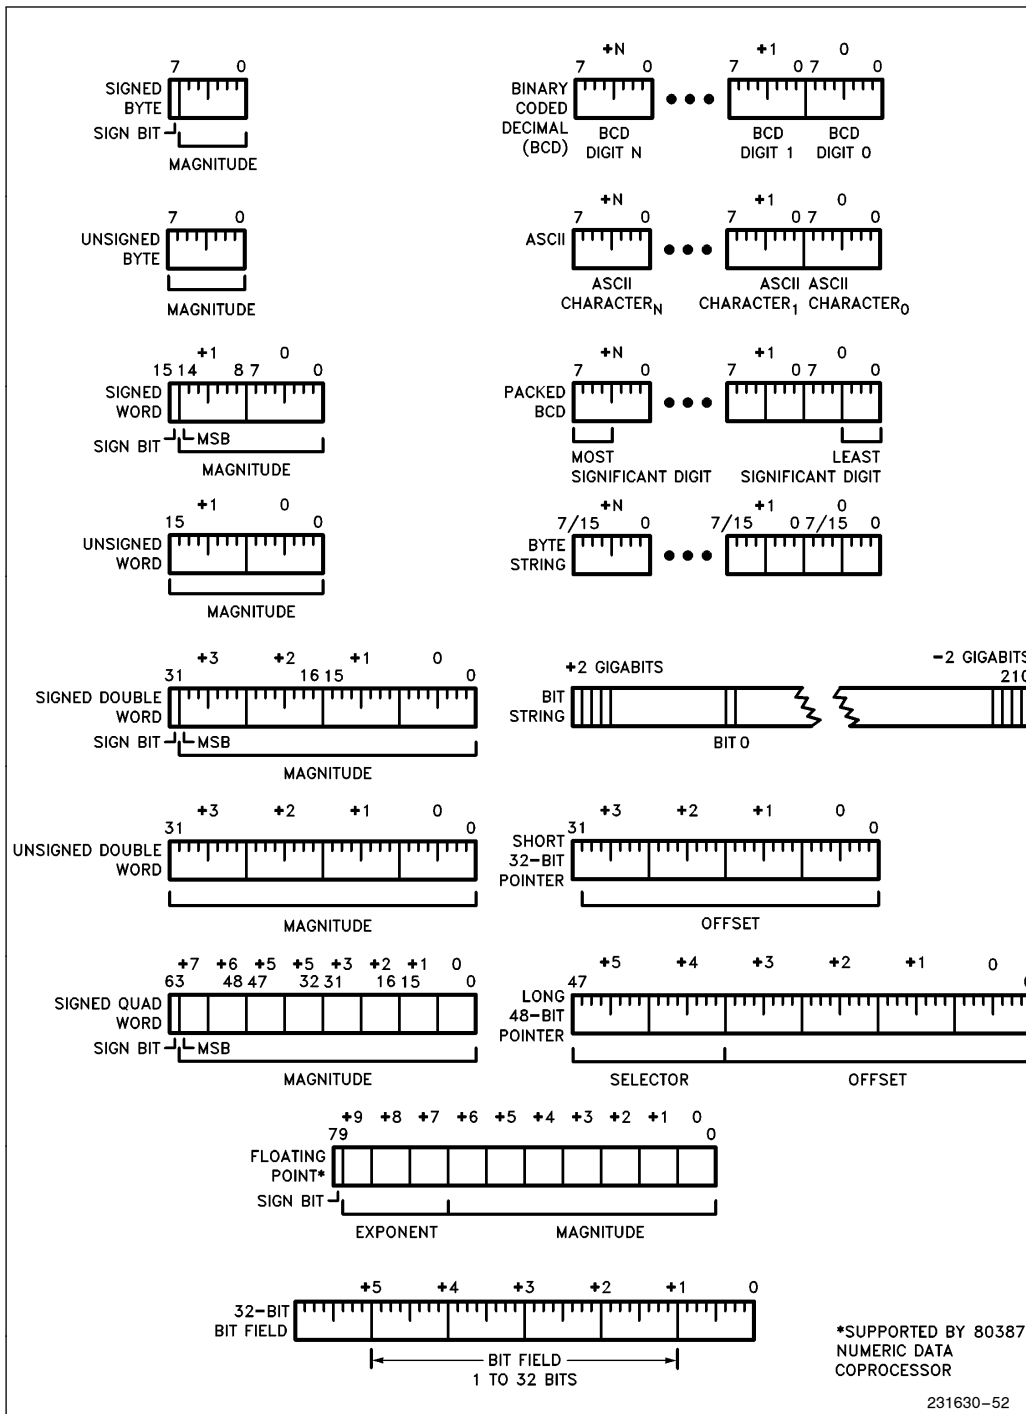 7 0
SIGNED
BYTE
SIGN BIT
MAGNITUDE
7 0
UNSIGNED
BYTE
MAGNITUDE
+1 0
15 14 8 7 0
SIGNED
WORD
SIGN BIT MSB
MAGNITUDE
+1 0
15 0
UNSIGNED
WORD
MAGNITUDE
+3 +2 +1 0
31 16 15 0
SIGNED DOUBLE
WORD
SIGN BIT MSB
MAGNITUDE
+3 +2 +1 0
31 0
UNSIGNED DOUBLE
WORD
MAGNITUDE
+7 +6 +5 +5 +3 +2 +1 0
63 48 47 32 31 16 15 0
SIGNED QUAD
WORD
SIGN BIT MSB
MAGNITUDE
+N +1 0
7 0 7 0 7 0
BINARY
CODED
DECIMAL
(BCD)
BCD BCD BCD
DIGIT N DIGIT 1 DIGIT 0
+N +1 0
7 0 7 0 7 0
ASCII
ASCII ASCII ASCII
CHARACTER_N CHARACTER_1 CHARACTER_0
+N +1 0
7 0 7 0 7 0
PACKED
BCD
MOST LEAST
SIGNIFICANT DIGIT SIGNIFICANT DIGIT
+N +1 0
7/15 0 7/15 0 7/15 0
BYTE
STRING
+2 GIGABITS -2 GIGABITS
210
BIT
STRING
BIT 0
+3 +2 +1 0
31 0
SHORT
32-BIT
POINTER
OFFSET
+5 +4 +3 +2 +1 0
47
LONG
48-BIT
POINTER
SELECTOR OFFSET
+9 +8 +7 +6 +5 +4 +3 +2 +1 0
79 0
FLOATING
POINT*
SIGN BIT
EXPONENT MAGNITUDE
+5 +4 +3 +2 +1 0
32-BIT
BIT FIELD
BIT FIELD
1 TO 32 BITS
*SUPPORTED BY 80387
NUMERIC DATA
COPROCESSOR
231630-52